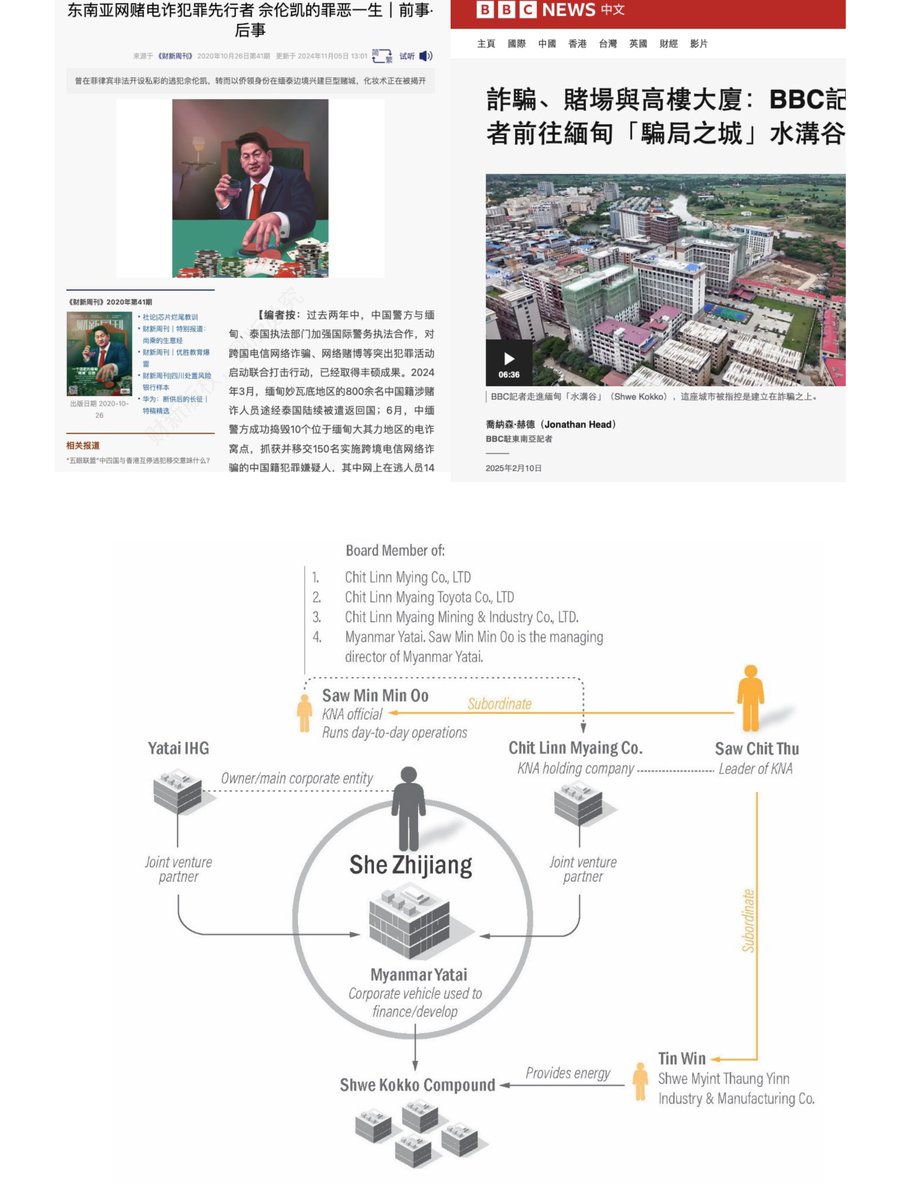 东南亚网赌电诈犯罪先行者 佘伦凯的罪恶一生｜前事·
后事
来源于 《财新周刊》 2020年10月26日第41期 更新于 2024年11月05日 13:01 简 繁 试听
曾在菲律宾非法开设私彩的逃犯佘伦凯，转而以侨领身份在缅泰边境兴建巨型赌城，化妆术正在被揭开
《财新周刊》2020年第41期
• 社论|芯片烂尾教训
• 财新周刊｜特别报道：
尚乘的生意经
• 财新周刊｜优胜教育爆
雷
• 财新周刊|四川处置风险
银行样本
• 华为：断供后的长征｜
特稿精选
出版日期 2020-10-
26
相关报道
“五眼联盟”中四国与香港互停逃犯移交意味什么？
【编者按：过去两年中，中国警方与缅
甸、泰国执法部门加强国际警务执法合作，对
跨国电信网络诈骗、网络赌博等突出犯罪活动
启动联合打击行动，已经取得丰硕成果。2024
年3月，缅甸妙瓦底地区的800余名中国籍涉赌
诈人员途经泰国陆续被遣返回国；6月，中缅
警方成功捣毁10个位于缅甸大其力地区的电诈
窝点，抓获并移交150名实施跨境电信网络诈
骗的中国籍犯罪嫌疑人，其中网上在逃人员14
BBC NEWS 中文
主頁 國際 中國 香港 台灣 英國 財經 影片
詐騙、賭場與高樓大廈：BBC記
者前往緬甸「騙局之城」水溝谷
06:36
BBC記者走進緬甸「水溝谷」（Shwe Kokko），這座城市被指控是建立在詐騙之上。
喬納森·赫德（Jonathan Head）
BBC駐東南亞記者
2025年2月10日
Board Member of:
1. Chit Linn Mying Co., LTD
2. Chit Linn Myaing Toyota Co., LTD
3. Chit Linn Myaing Mining & Industry Co., LTD.
4. Myanmar Yatai. Saw Min Min Oo is the managing
director of Myanmar Yatai.
Saw Min Min Oo
KNA official
Runs day-to-day operations
Subordinate
Yatai IHG
Owner/main corporate entity
Chit Linn Myaing Co.
KNA holding company
Saw Chit Thu
Leader of KNA
She Zhijiang
Joint venture
partner
Joint venture
partner
Subordinate
Myanmar Yatai
Corporate vehicle used to
finance/develop
Shwe Kokko Compound
Provides energy
Tin Win
Shwe Myint Thaung Yinn
Industry & Manufacturing Co.